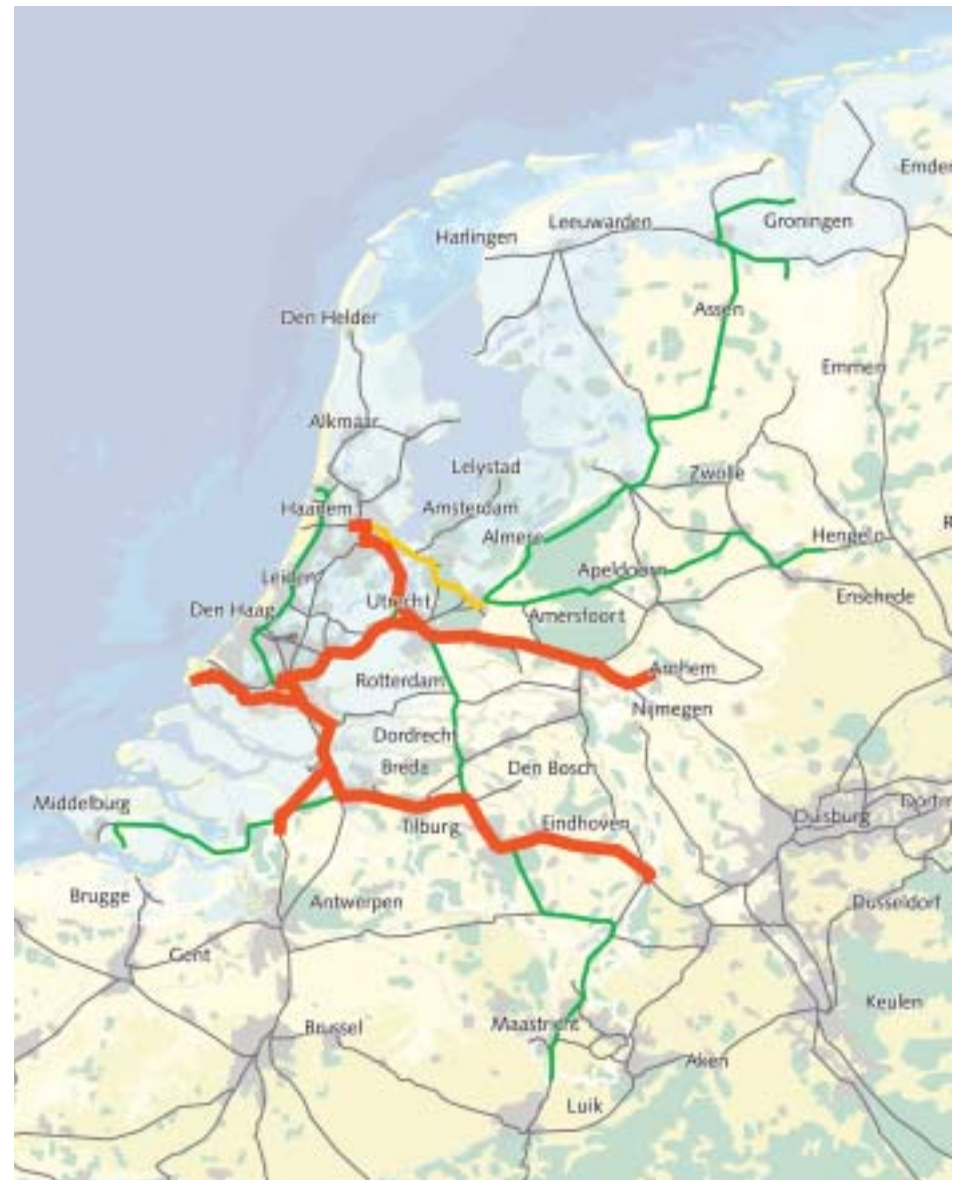 Emden
Leeuwarden
Groningen
Harlingen
Assen
Den Helder
Emmen
Alkmaar
Lelystad
Zwolle
Haarlem
Amsterdam
Almere
Hengelo
Apeldoorn
Leiden
Enschede
Utrecht
Den Haag
Amersfoort
Arnhem
Rotterdam
Nijmegen
Dordrecht
Breda
Den Bosch
Middelburg
Duisburg
Tilburg
Eindhoven
Brugge
Antwerpen
Dusseldorf
Gent
Keulen
Brussel
Maastricht
Aken
Luik